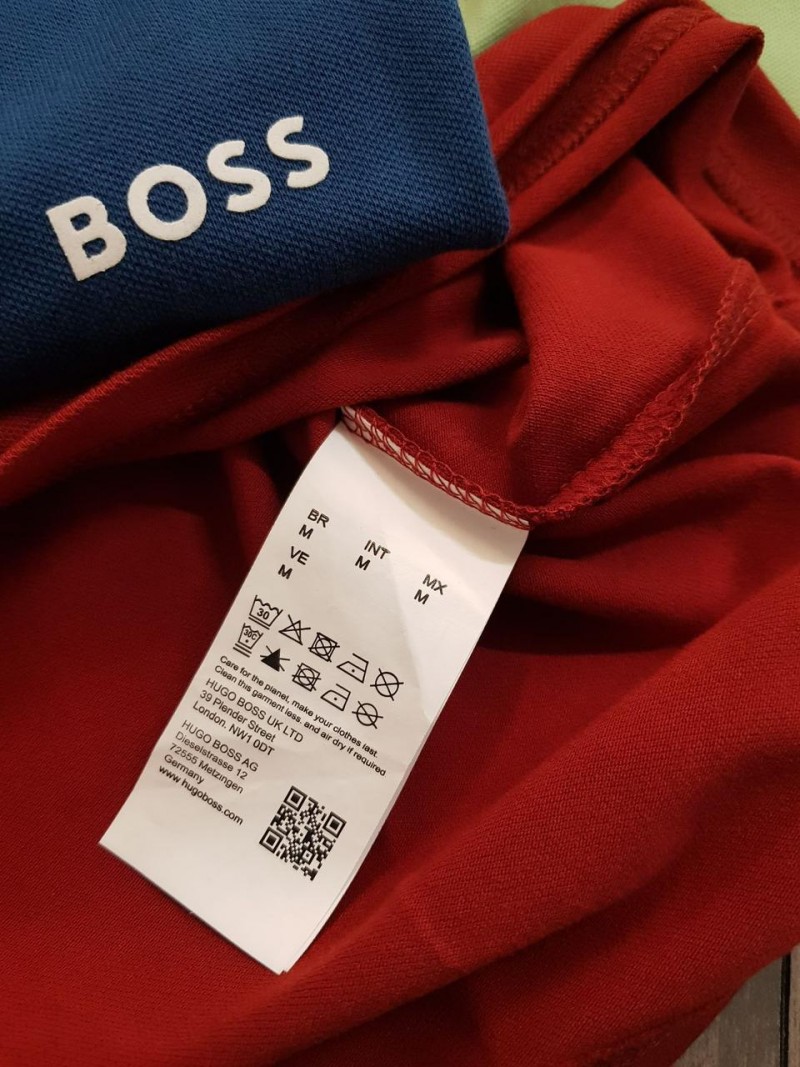 BOSS
BR
M
INT
M
MX
M
VE
M
30
30C
Care for the planet, make your clothes last.
Clean this garment less, and air dry if required
HUGO BOSS UK LTD
39 Plender Street
London, NW1 0DT
HUGO BOSS AG
Dieselstrasse 12
72555 Metzingen
Germany
www.hugoboss.com